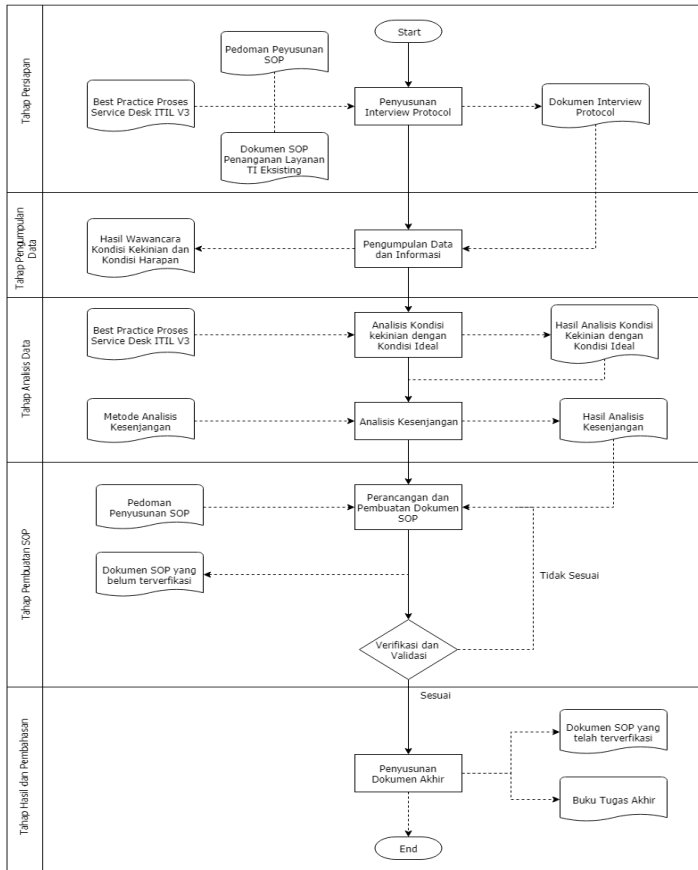 Tahap Persiapan
Start
Pedoman Peyusunan
SOP
Best Practice Proses
Service Desk ITIL V3
Penyusunan
Interview Protocol
Dokumen Interview
Protocol
Dokumen SOP
Penanganan Layanan
TI Eksisting
Tahap Pengumpulan
Data
Hasil Wawancara
Kondisi Kekinian dan
Kondisi Harapan
Pengumpulan Data
dan Informasi
Tahap Analisis Data
Best Practice Proses
Service Desk ITIL V3
Analisis Kondisi
kekinian dengan
Kondisi Ideal
Hasil Analisis Kondisi
Kekinian dengan
Kondisi Ideal
Metode Analisis
Kesenjangan
Analisis Kesenjangan
Hasil Analisis
Kesenjangan
Tahap Pembuatan SOP
Pedoman
Penyusunan SOP
Perancangan dan
Pembuatan Dokumen
SOP
Dokumen SOP yang
belum terverfikasi
Tidak Sesuai
Verifikasi dan
Validasi
Sesuai
Tahap Hasil dan Pembahasan
Penyusunan
Dokumen Akhir
Dokumen SOP yang
telah terverfikasi
Buku Tugas Akhir
End